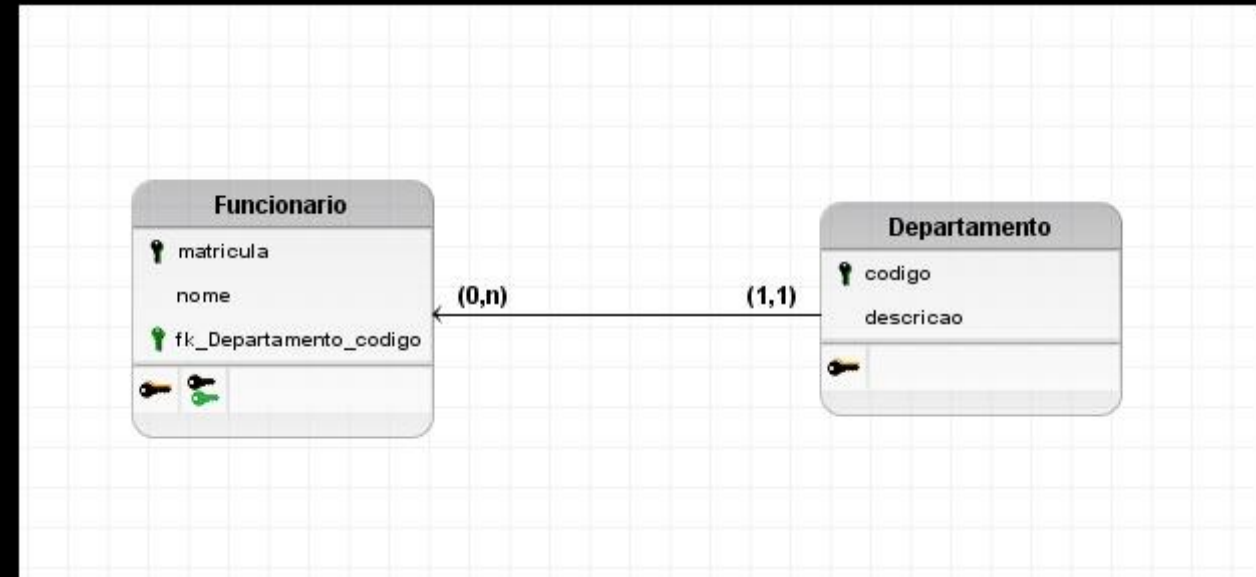 Funcionario
matricula
nome
fk_Departamento_codigo
(0,n)
(1,1)
Departamento
codigo
descricao